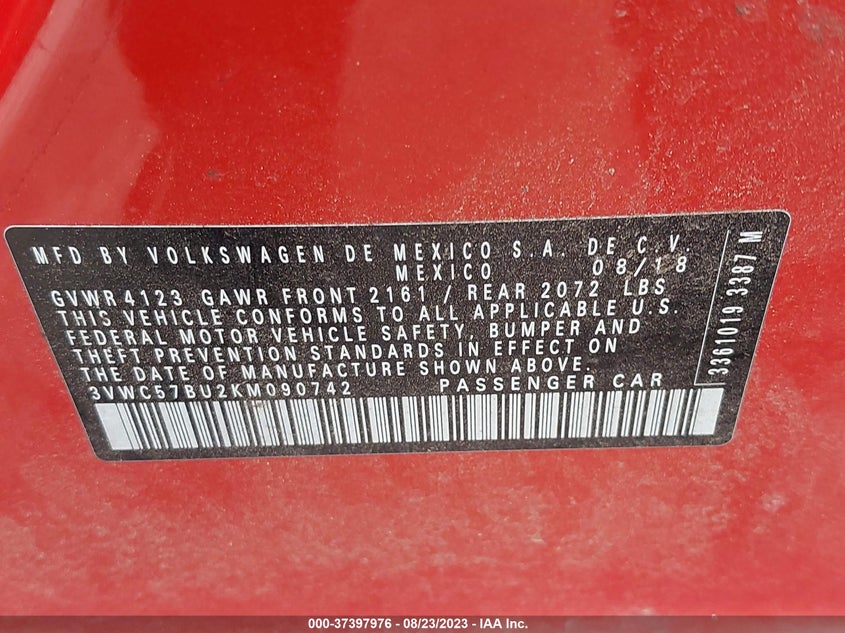 MFD BY VOLKSWAGEN DE MEXICO S.A. DE C.V.
MEXICO 08/18
GVWR 4123 GAWR FRONT 2161 / REAR 2072 LBS
THIS VEHICLE CONFORMS TO ALL APPLICABLE U.S.
FEDERAL MOTOR VEHICLE SAFETY, BUMPER AND
THEFT PREVENTION STANDARDS IN EFFECT ON
THE DATE OF MANUFACTURE SHOWN ABOVE.
3VWC57BU2KM090742 PASSENGER CAR
3361019 3387 M
000-37397976 - 08/23/2023 - IAA Inc.